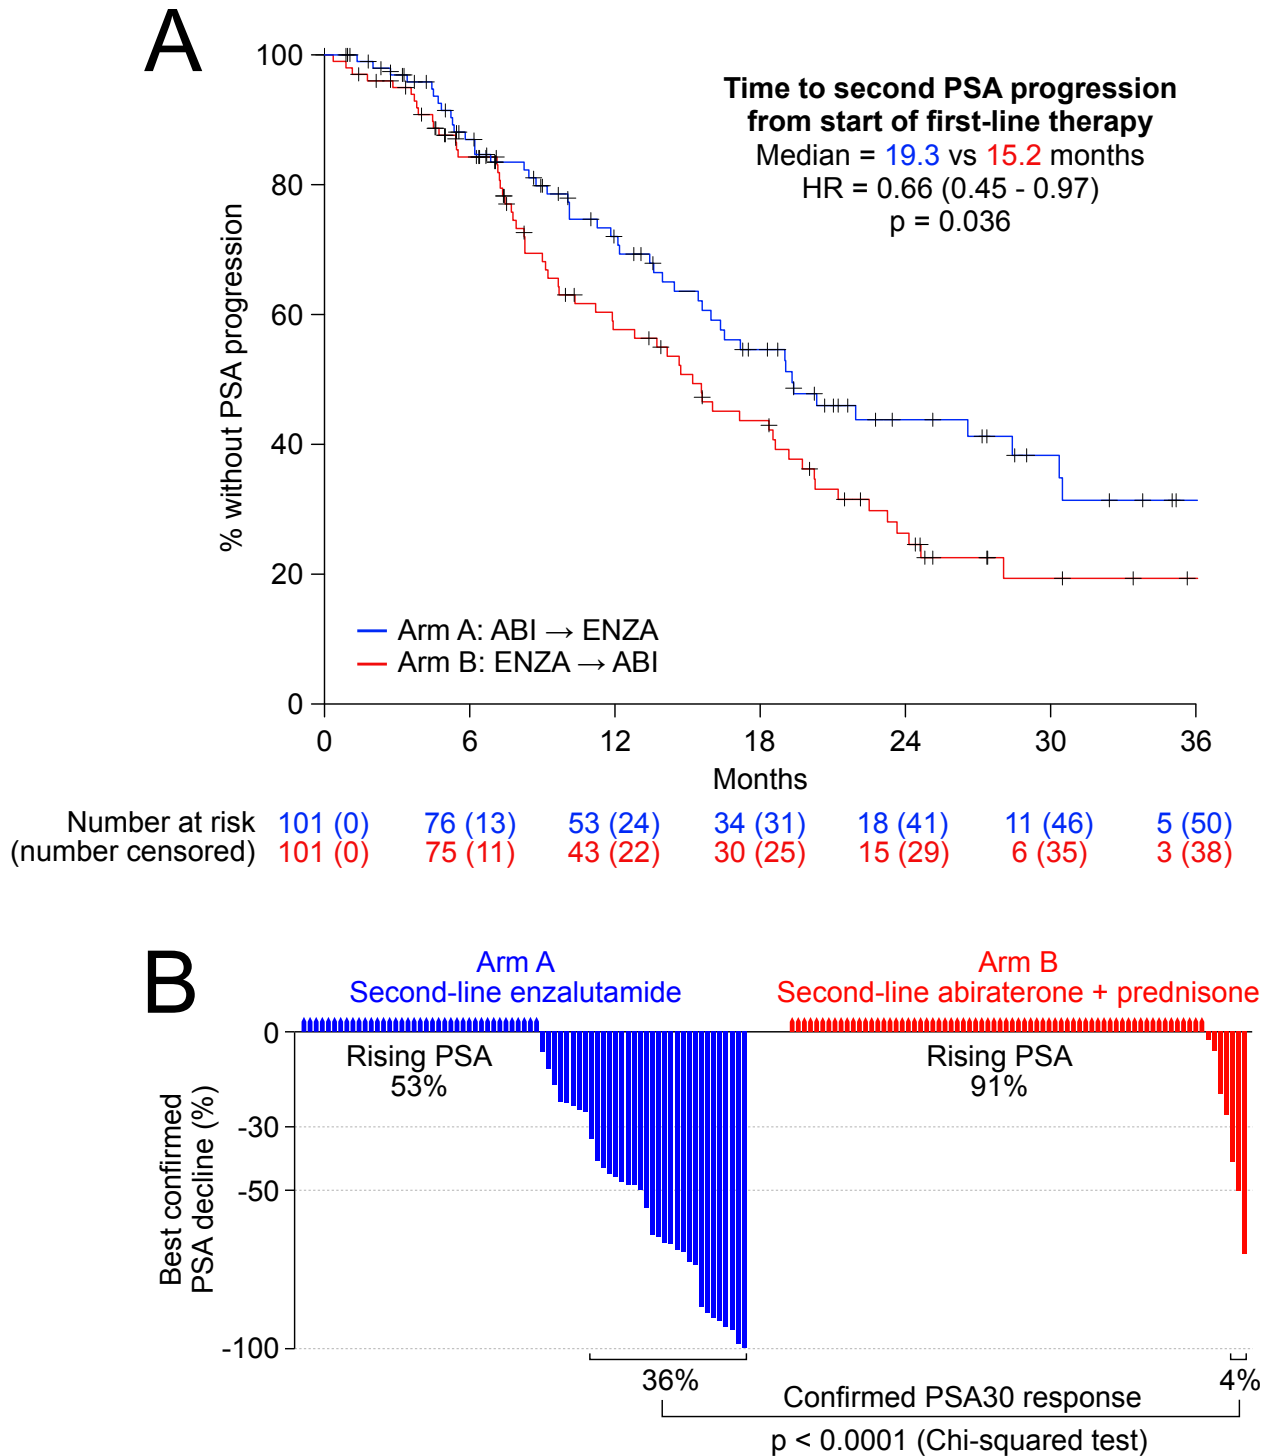 A
Time to second PSA progression
from start of first-line therapy
Median = 19.3 vs 15.2 months
HR = 0.66 (0.45 - 0.97)
p = 0.036
% without PSA progression
100
80
60
40
20
0
Arm A: ABI → ENZA
Arm B: ENZA → ABI
0 6 12 18 24 30 36
Months
Number at risk 101 (0) 76 (13) 53 (24) 34 (31) 18 (41) 11 (46) 5 (50)
(number censored) 101 (0) 75 (11) 43 (22) 30 (25) 15 (29) 6 (35) 3 (38)
B
Arm A
Second-line enzalutamide
Arm B
Second-line abiraterone + prednisone
Best confirmed
PSA decline (%)
0
-30
-50
-100
Rising PSA
53%
Rising PSA
91%
36%
4%
Confirmed PSA30 response
p < 0.0001 (Chi-squared test)